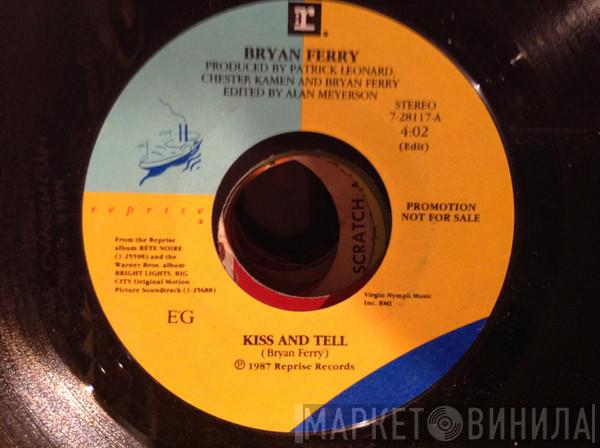 r
BRYAN FERRY
PRODUCED BY PATRICK LEONARD,
CHESTER KAMEN AND BRYAN FERRY
EDITED BY ALAN MEYERSON
STEREO
7-28117-A
4:02
(Edit)
reprise
PROMOTION
NOT FOR SALE
From the Reprise
album BÊTE NOIRE
(1-25598) and the
Warner Bros. album
BRIGHT LIGHTS, BIG
CITY Original Motion
Picture Soundtrack (1-25688)
Virgin-Nymph Music
Inc. BMI
E'G
KISS AND TELL
(Bryan Ferry)
℗ 1987 Reprise Records
SCRATCH
МАРКЕТ ВИНИЛА